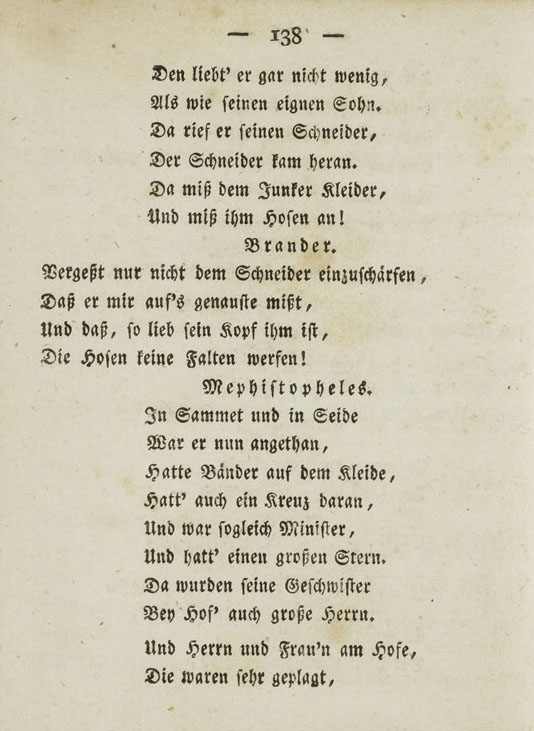 — 138 —
Den liebt' er gar nicht wenig,
Als wie seinen eignen Sohn.
Da rief er seinen Schneider,
Der Schneider kam heran.
Da miß dem Junker Kleider,
Und miß ihm Hosen an!
Brander.
Vergeßt nur nicht dem Schneider einzuschärfen,
Daß er mir auf's genauste mißt,
Und daß, so lieb sein Kopf ihm ist,
Die Hosen keine Falten werfen!
Mephistopheles.
In Sammet und in Seide
War er nun angethan,
Hatte Bänder auf dem Kleide,
Hatt' auch ein Kreuz daran,
Und war sogleich Minister,
Und hatt' einen großen Stern.
Da wurden seine Geschwister
Bey Hof' auch große Herrn.
Und Herrn und Frau'n am Hofe,
Die waren sehr geplagt,